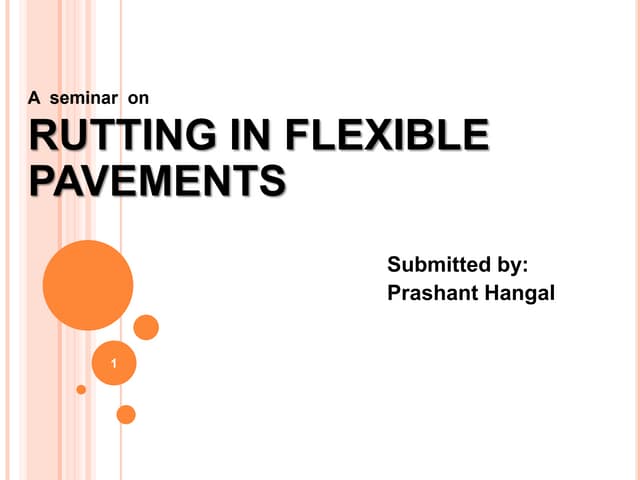 A seminar on
RUTTING IN FLEXIBLE
PAVEMENTS
Submitted by:
Prashant Hangal
1